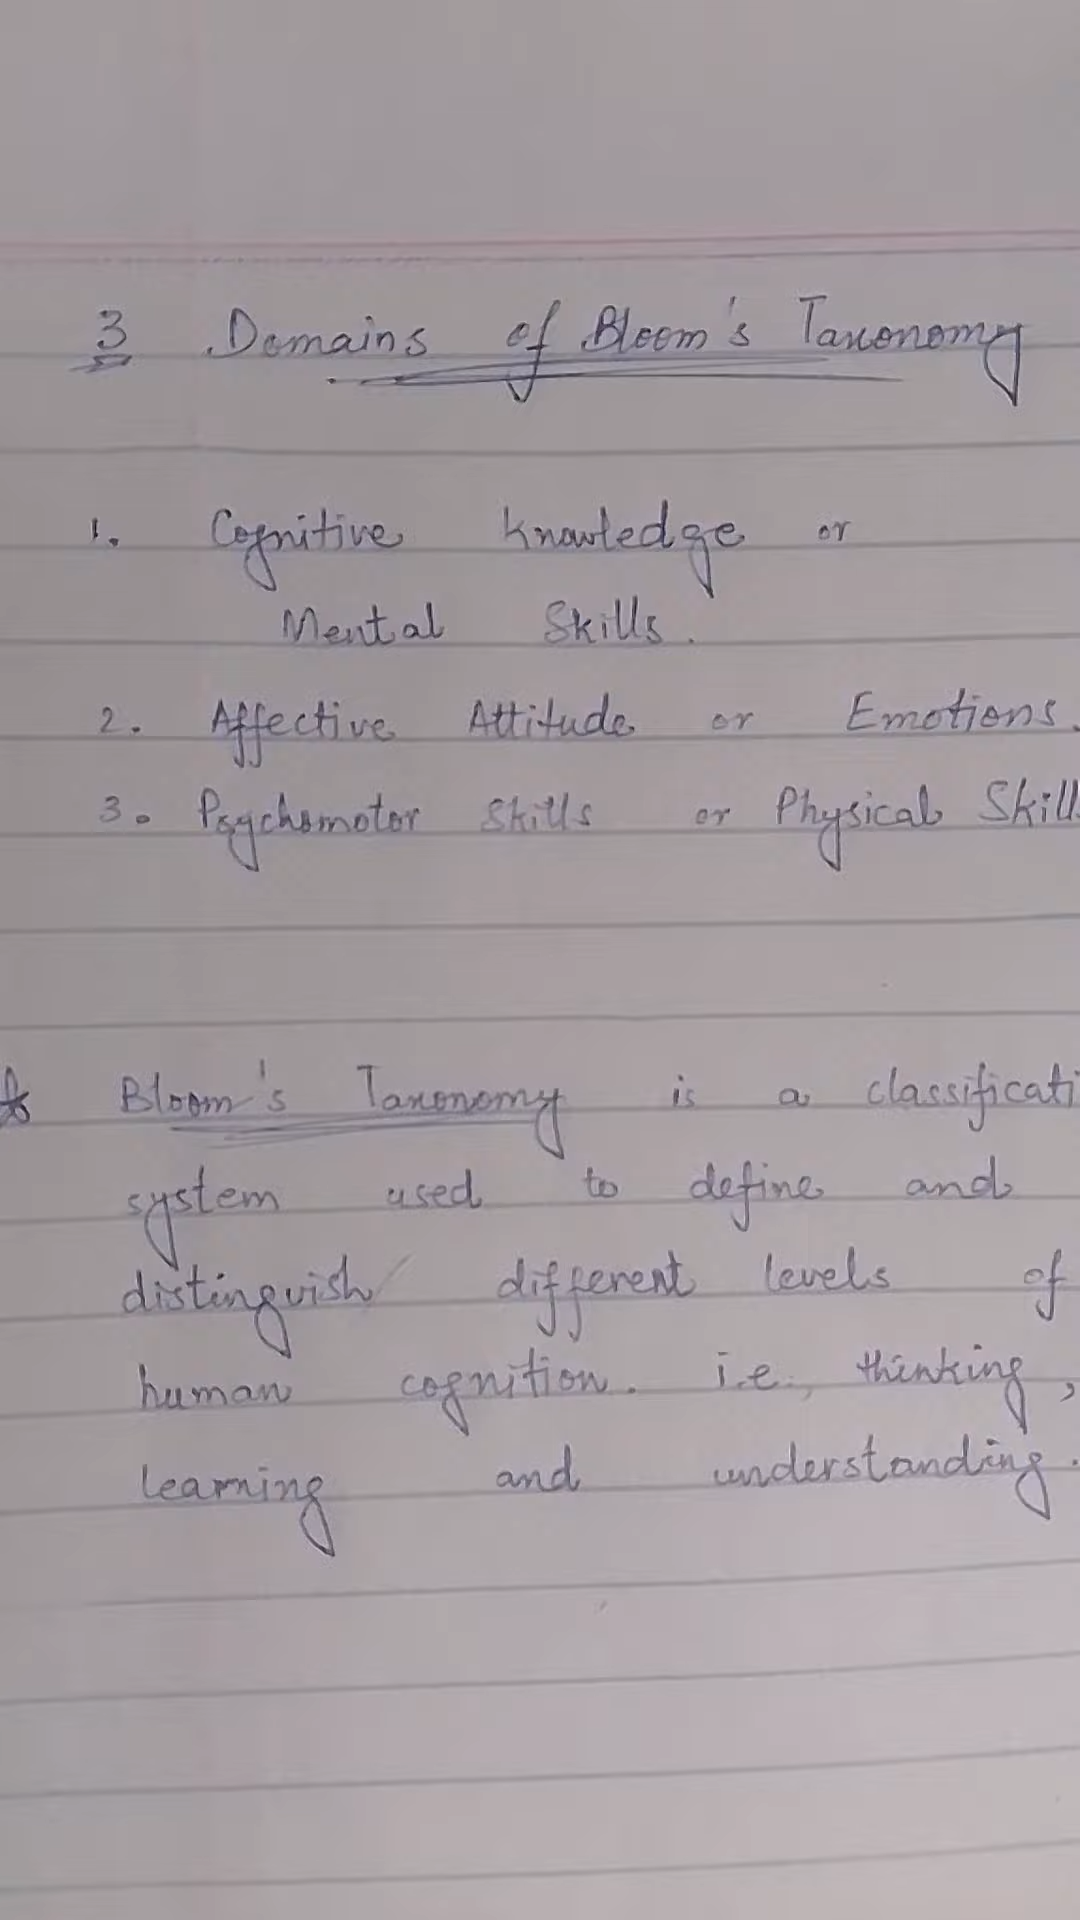 3 Domains of Bloom's Taxonomy
1. Cognitive Knowledge or
Mental Skills.
2. Affective Attitude or Emotions.
3. Psychomotor Skills or Physical Skill
Bloom's Taxonomy is a classificati
system used to define and
distinguish different levels of
human cognition. i.e., thinking,
learning and understanding.